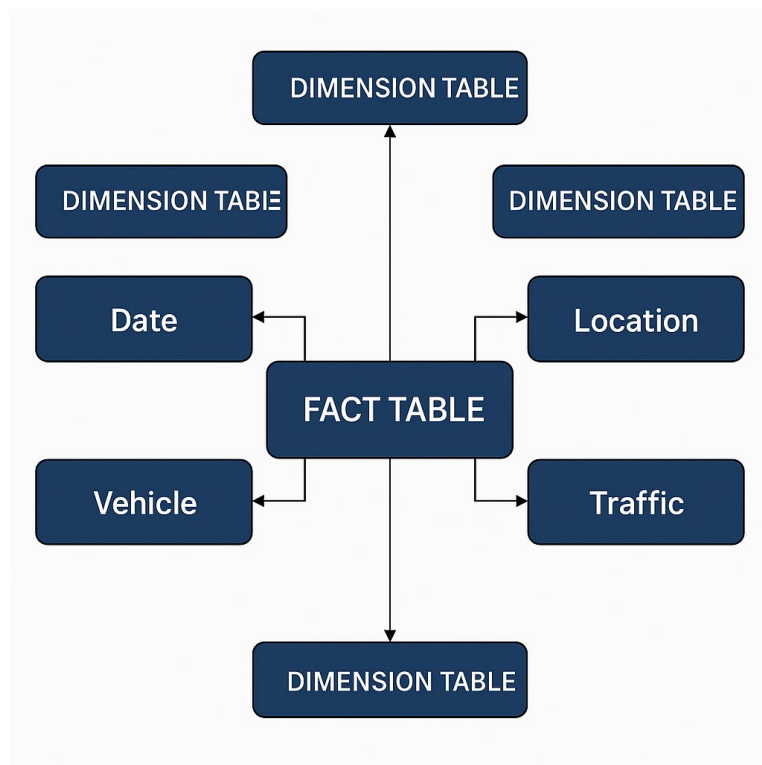 DIMENSION TABLE
DIMENSION TABIE
DIMENSION TABLE
Date
Location
FACT TABLE
Vehicle
Traffic
DIMENSION TABLE